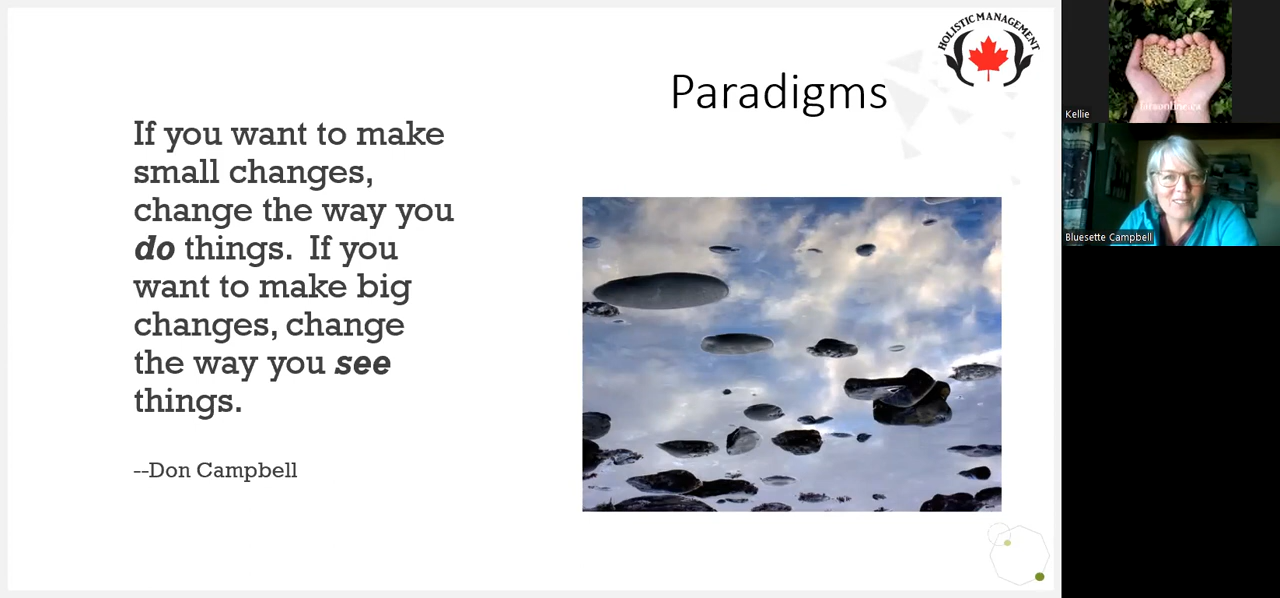 HOLISTIC MANAGEMENT
Paradigms
If you want to make
small changes,
change the way you
do things.  If you
want to make big
changes, change
the way you see
things.
--Don Campbell
Kellie
Bluesette Campbell